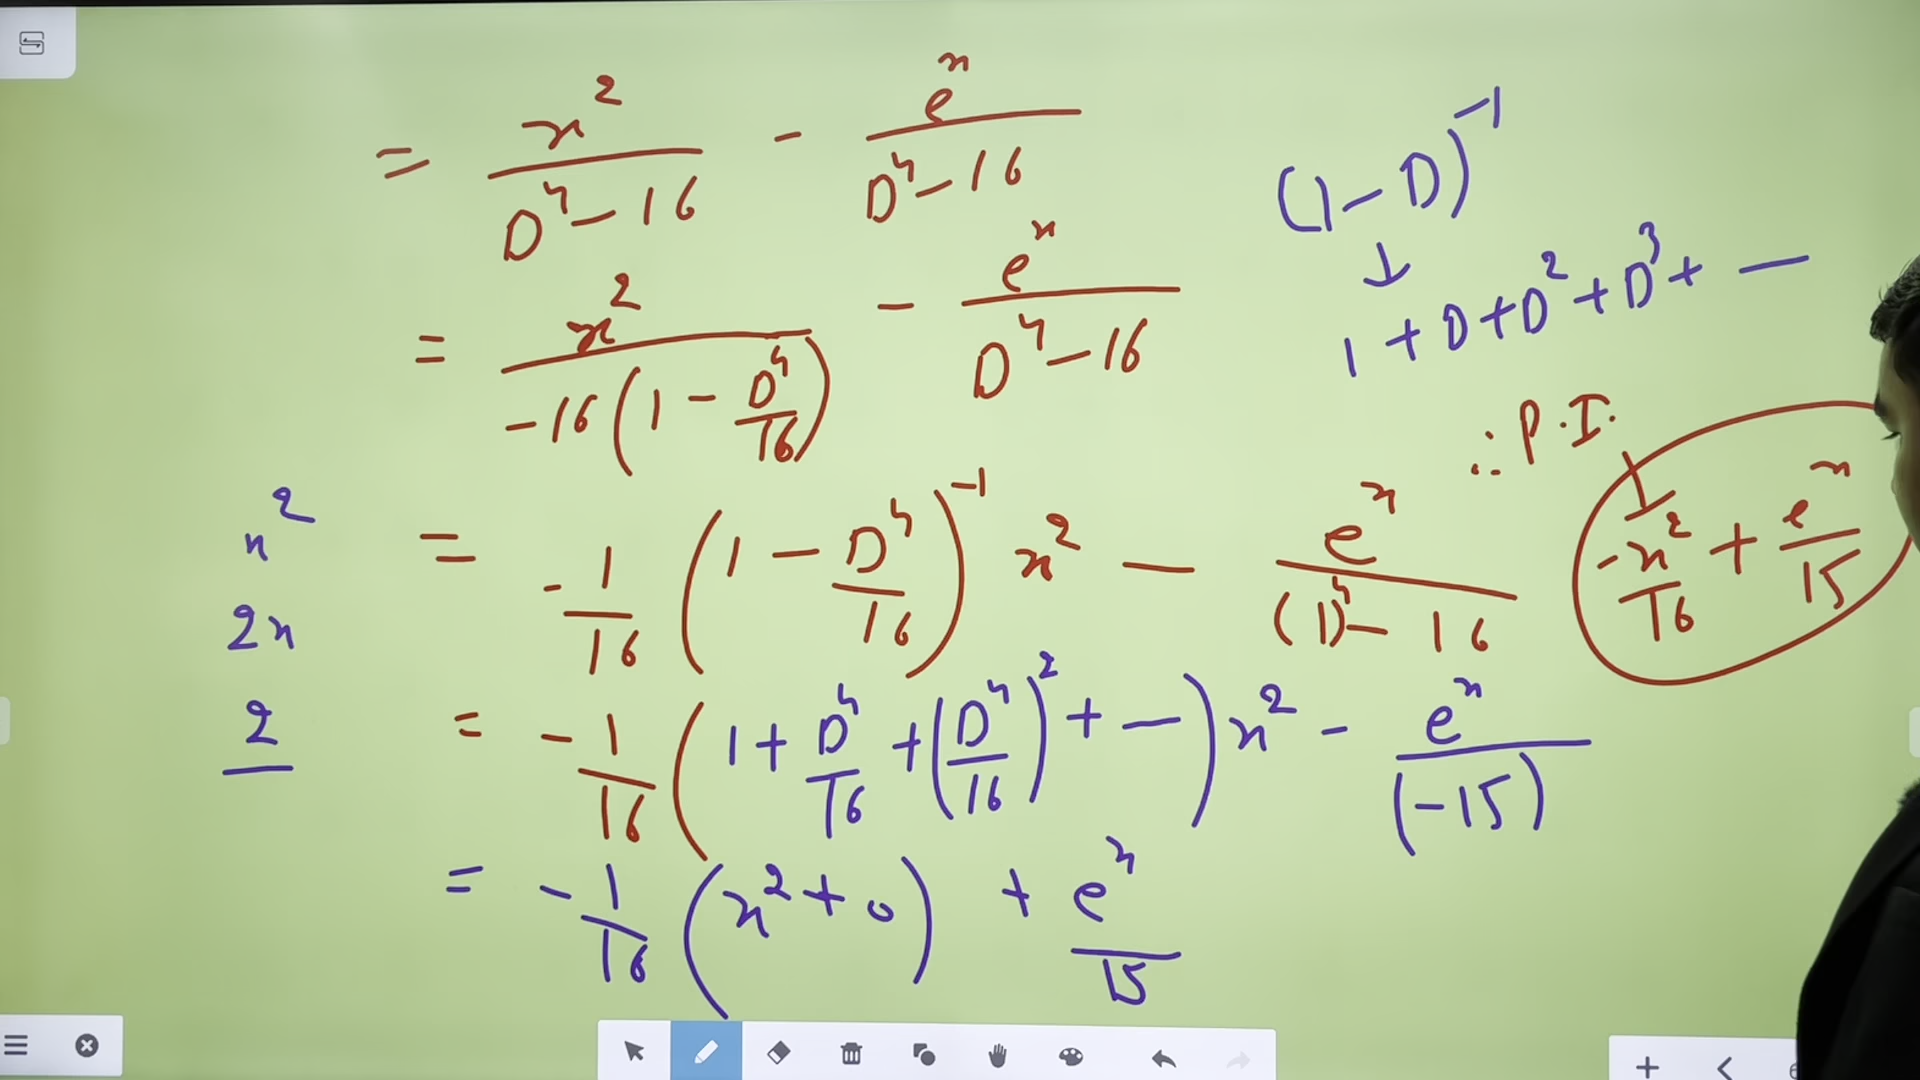 = x² / (D⁴ - 16) - eˣ / (D⁴ - 16)
(1 - D)⁻¹
↓
1 + D + D² + D³ + —
= x² / (-16(1 - D⁴/16)) - eˣ / (D⁴ - 16)
∴ P.I.
↓
-x²/16 + eˣ/15
x²
2x
2
= -1/16 (1 - D⁴/16)⁻¹ x² - eˣ / ((1)⁴ - 16)
= -1/16 (1 + D⁴/16 + (D⁴/16)² + —) x² - eˣ / (-15)
= -1/16 (x² + 0) + eˣ/15